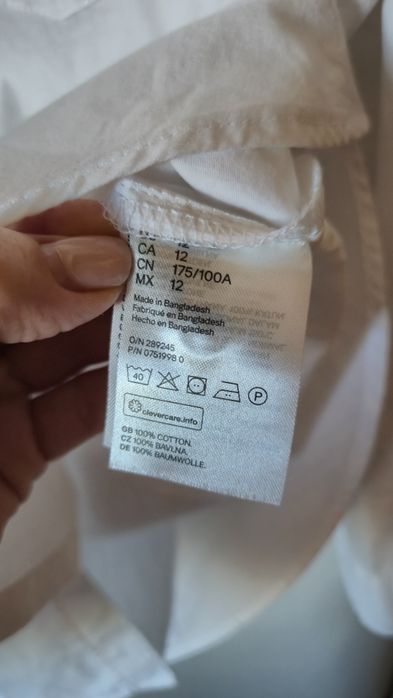 CA 12
CN 175/100A
MX 12
Made in Bangladesh
Fabriqué en Bangladesh
Hecho en Bangladesh
O/N 289245
P/N 0751998 0
40 P
clevercare.info
GB 100% COTTON.
CZ 100% BAVLNA.
DE 100% BAUMWOLLE.